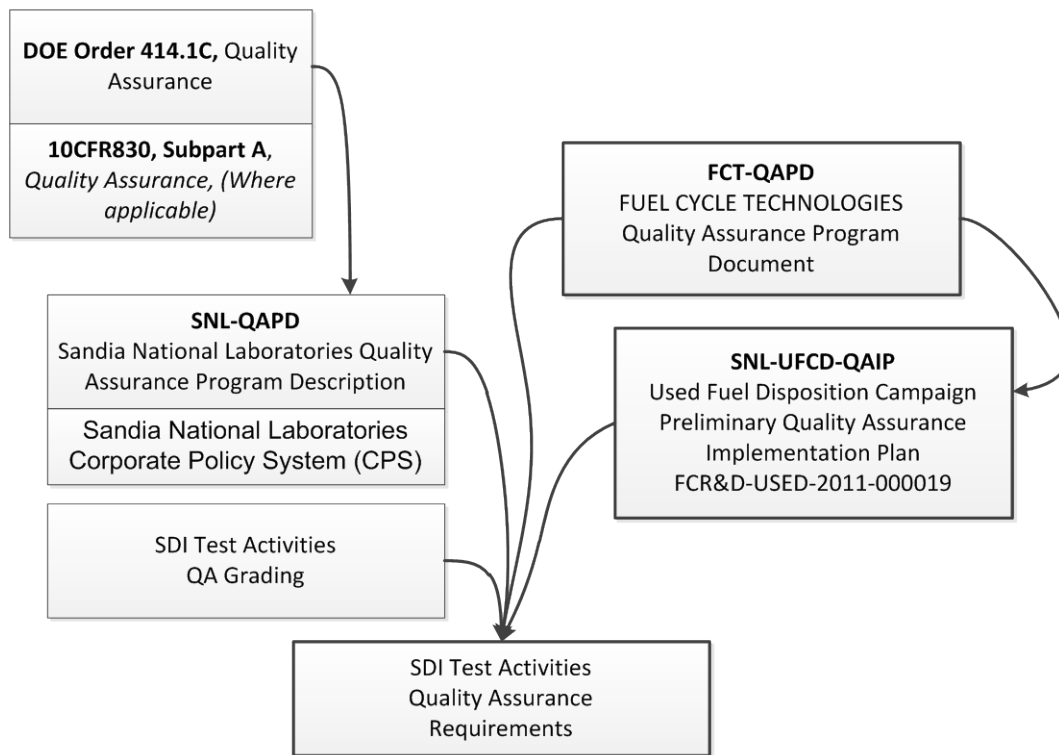 DOE Order 414.1C, Quality
Assurance
10CFR830, Subpart A,
Quality Assurance, (Where
applicable)
FCT-QAPD
FUEL CYCLE TECHNOLOGIES
Quality Assurance Program
Document
SNL-QAPD
Sandia National Laboratories Quality
Assurance Program Description
Sandia National Laboratories
Corporate Policy System (CPS)
SNL-UFCD-QAIP
Used Fuel Disposition Campaign
Preliminary Quality Assurance
Implementation Plan
FCR&D-USED-2011-000019
SDI Test Activities
QA Grading
SDI Test Activities
Quality Assurance
Requirements